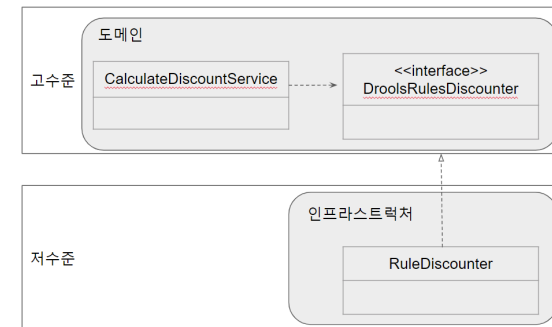 도메인
고수준
CalculateDiscountService
<<interface>>
DroolsRulesDiscounter
인프라스트럭처
저수준
RuleDiscounter